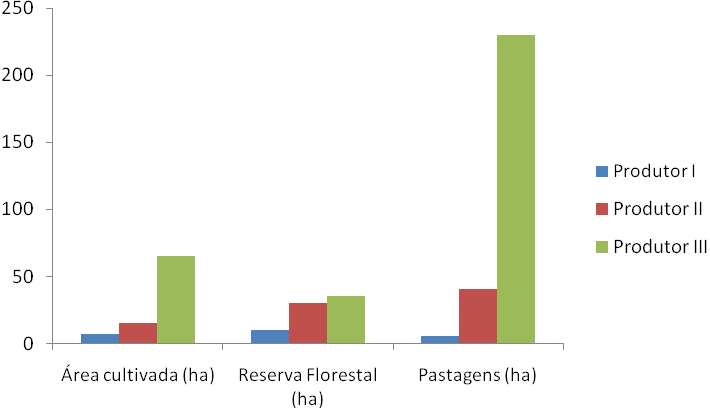 250
200
150
100
50
0
Área cultivada (ha)
Reserva Florestal
(ha)
Pastagens (ha)
Produtor I
Produtor II
Produtor III